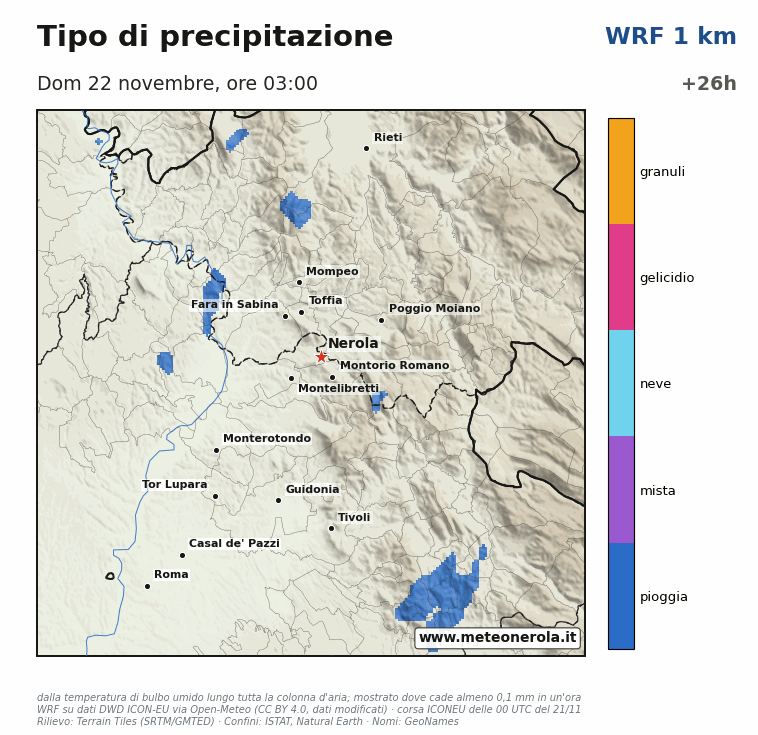 Tipo di precipitazione
WRF 1 km
Dom 22 novembre, ore 03:00
+26h
Rieti
granuli
gelicidio
Mompeo
Fara in Sabina
Toffia
Poggio Moiano
Nerola
Montorio Romano
neve
Montelibretti
Monterotondo
Tor Lupara
Guidonia
mista
Tivoli
Casal de' Pazzi
Roma
pioggia
www.meteonerola.it
dalla temperatura di bulbo umido lungo tutta la colonna d'aria; mostrato dove cade almeno 0,1 mm in un'ora
WRF su dati DWD ICON-EU via Open-Meteo (CC BY 4.0, dati modificati) · corsa ICONEU delle 00 UTC del 21/11
Rilievo: Terrain Tiles (SRTM/GMTED) · Confini: ISTAT, Natural Earth · Nomi: GeoNames